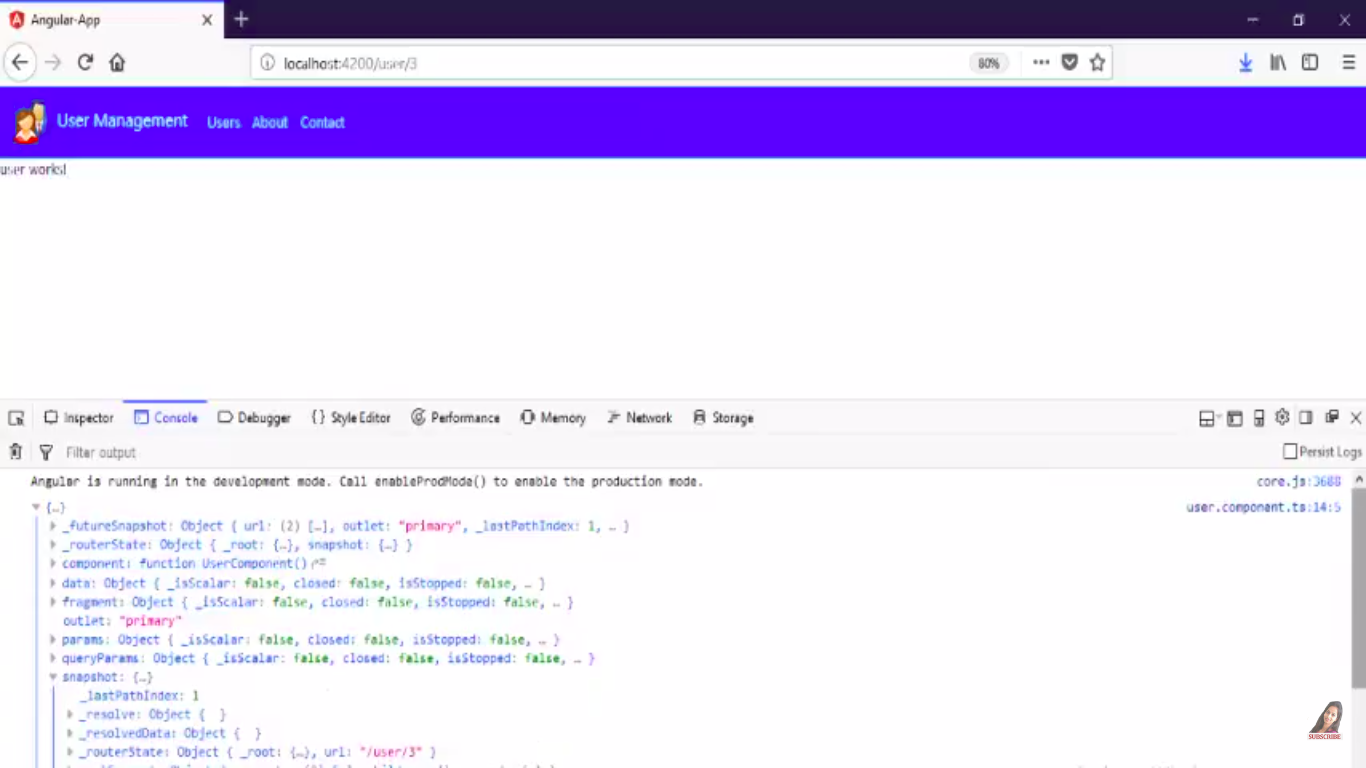 Angular-App
localhost:4200/user/3
80%
User Management Users About Contact
user works!
Inspector Console Debugger Style Editor Performance Memory Network Storage
Filter output
Persist Logs
Angular is running in the development mode. Call enableProdMode() to enable the production mode. core.js:3688
{…} user.component.ts:14:5
_futureSnapshot: Object { url: (2) […], outlet: "primary", _lastPathIndex: 1, … }
_routerState: Object { _root: {…}, snapshot: {…} }
component: function UserComponent()
data: Object { _isScalar: false, closed: false, isStopped: false, … }
fragment: Object { _isScalar: false, closed: false, isStopped: false, … }
outlet: "primary"
params: Object { _isScalar: false, closed: false, isStopped: false, … }
queryParams: Object { _isScalar: false, closed: false, isStopped: false, … }
snapshot: {…}
_lastPathIndex: 1
_resolve: Object { }
_resolvedData: Object { }
_routerState: Object { _root: {…}, url: "/user/3" }
SUBSCRIBE